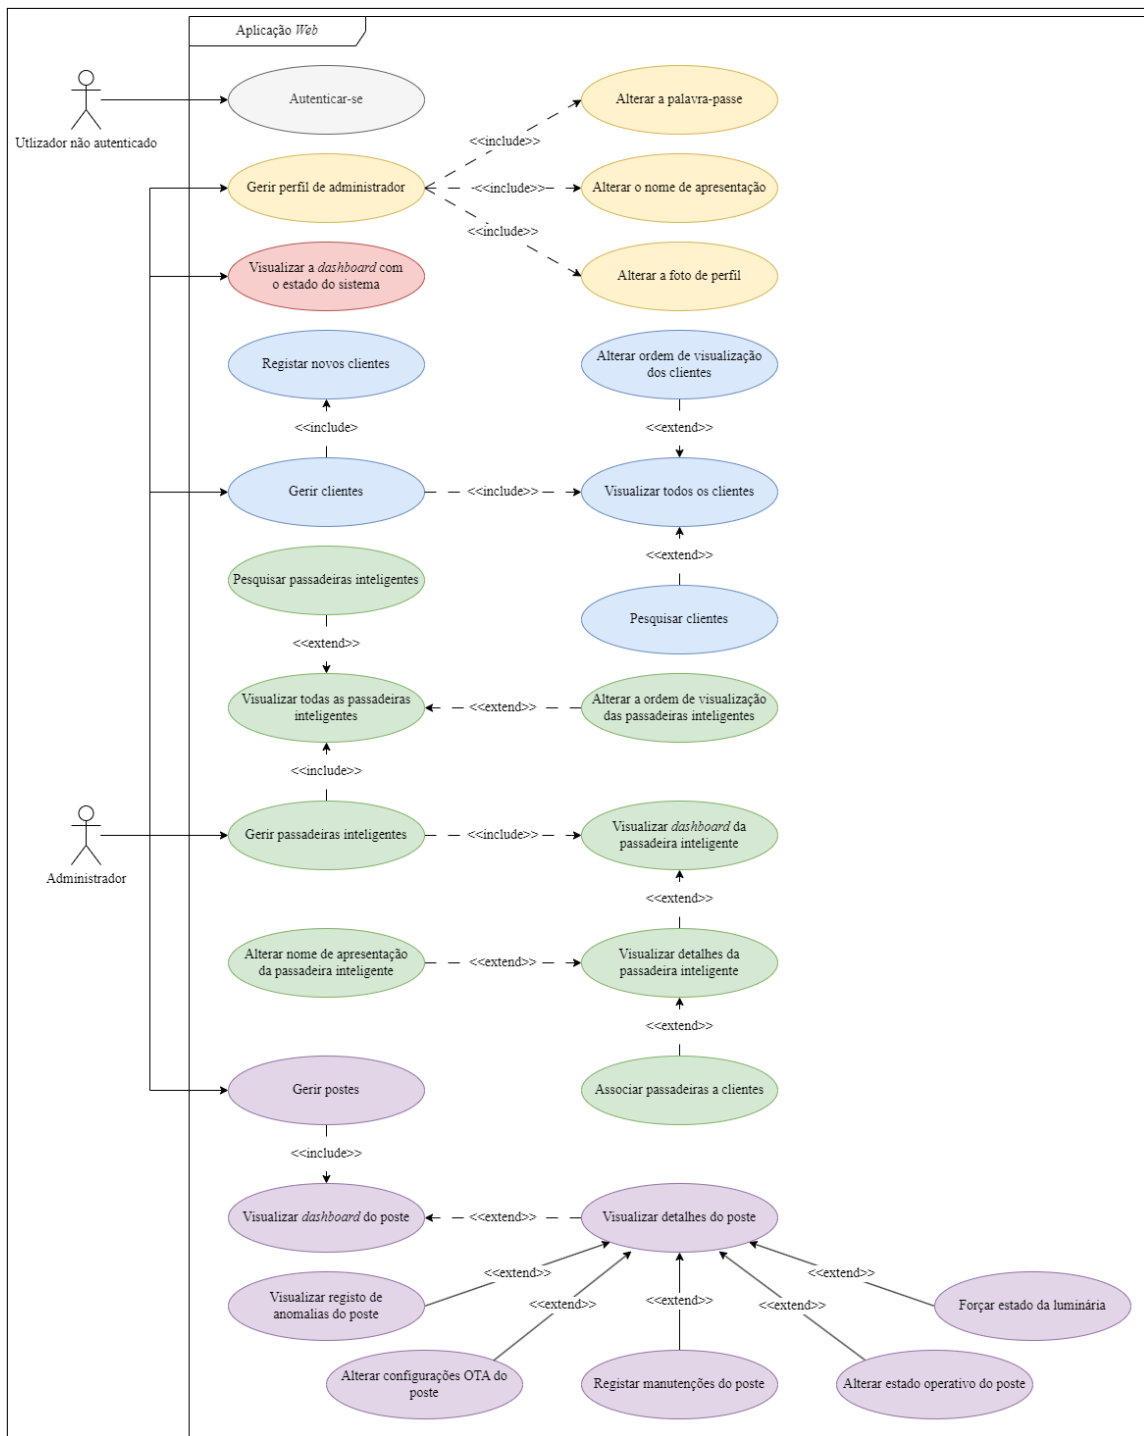 Aplicação Web
Autenticar-se
Alterar a palavra-passe
Utlizador não autenticado
<<include>>
Gerir perfil de administrador
<<include>>
Alterar o nome de apresentação
<<include>>
Visualizar a dashboard com
o estado do sistema
Alterar a foto de perfil
Registar novos clientes
Alterar ordem de visualização
dos clientes
<<include>
<<extend>>
Gerir clientes
<<include>>
Visualizar todos os clientes
<<extend>>
Pesquisar passadeiras inteligentes
Pesquisar clientes
<<extend>>
Visualizar todas as passadeiras
inteligentes
<<extend>>
Alterar a ordem de visualização
das passadeiras inteligentes
<<include>>
Administrador
Gerir passadeiras inteligentes
<<include>>
Visualizar dashboard da
passadeira inteligente
<<extend>>
Alterar nome de apresentação
da passadeira inteligente
<<extend>>
Visualizar detalhes da
passadeira inteligente
<<extend>>
Gerir postes
Associar passadeiras a clientes
<<include>>
Visualizar dashboard do poste
<<extend>>
Visualizar detalhes do poste
<<extend>>
<<extend>>
<<extend>>
<<extend>>
<<extend>>
Visualizar registo de
anomalias do poste
Forçar estado da luminária
Alterar configurações OTA do
poste
Registar manutenções do poste
Alterar estado operativo do poste